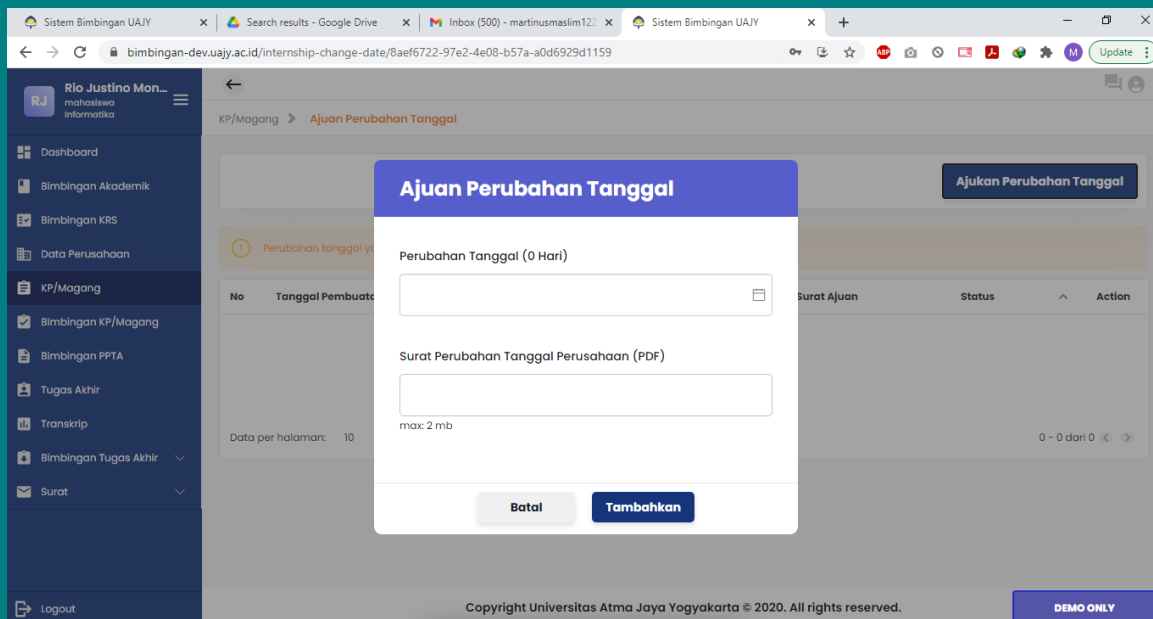 Sistem Bimbingan UAJY
Search results - Google Drive
Inbox (500) - martinusmaslim122
Sistem Bimbingan UAJY
bimbingan-dev.uajy.ac.id/internship-change-date/8aef6722-97e2-4e08-b57a-a0d6929d1159
ABP
M
Update
RJ
Rio Justino Mon...
mahasiswa
Informatika
KP/Magang
Ajuan Perubahan Tanggal
Dashboard
Bimbingan Akademik
Bimbingan KRS
Data Perusahaan
KP/Magang
Bimbingan KP/Magang
Bimbingan PPTA
Tugas Akhir
Transkrip
Bimbingan Tugas Akhir
Surat
Logout
Ajukan Perubahan Tanggal
Perubahan tanggal
No
Tanggal
Surat Ajuan
Status
Action
Data per halaman: 10
0 - 0 dari 0
Ajuan Perubahan Tanggal
Perubahan Tanggal (0 Hari)
Surat Perubahan Tanggal Perusahaan (PDF)
max: 2 mb
Batal
Tambahkan
Copyright Universitas Atma Jaya Yogyakarta © 2020. All rights reserved.
DEMO ONLY